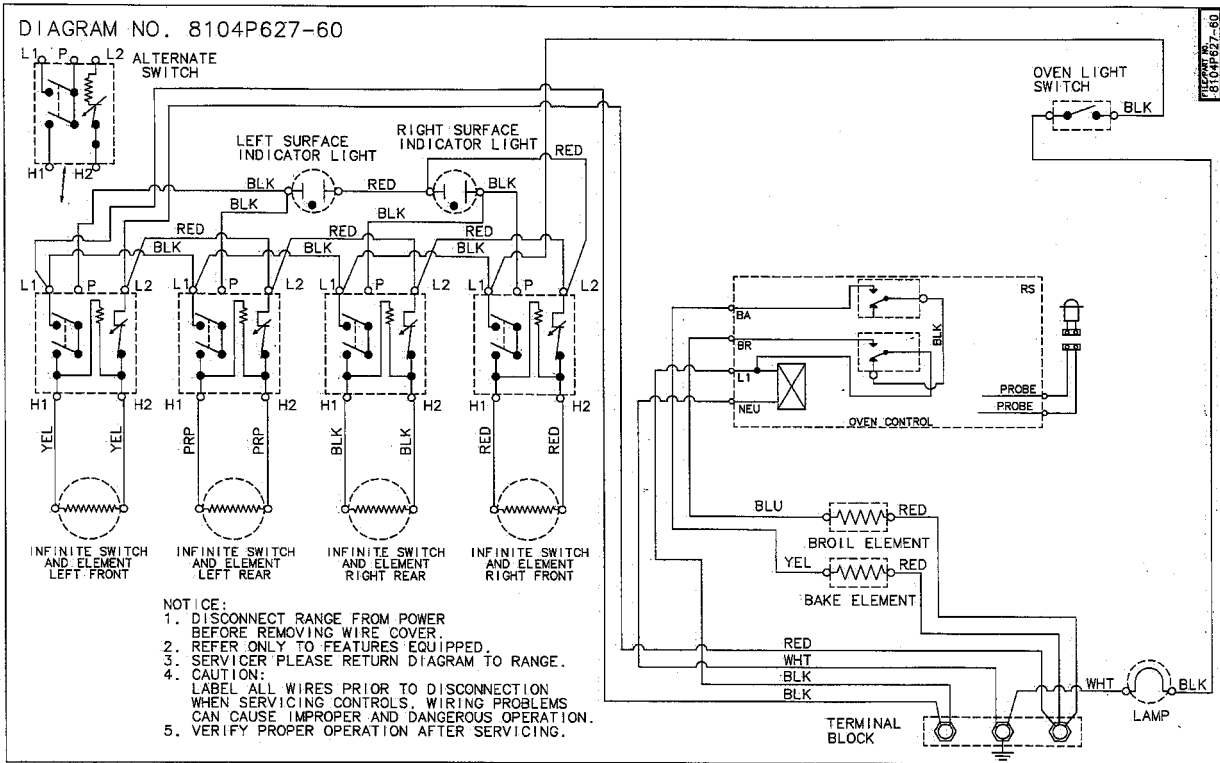 DIAGRAM NO. 8104P627-60
L1 P L2
ALTERNATE
SWITCH
H1 H2
LEFT SURFACE
INDICATOR LIGHT
RIGHT SURFACE
INDICATOR LIGHT
RED
BLK RED BLK
BLK BLK
RED RED RED
BLK BLK BLK
L1 P L2 L1 P L2 L1 P L2 L1 P L2
H1 H2 H1 H2 H1 H2 H1 H2
YEL YEL PRP PRP BLK BLK RED RED
INFINITE SWITCH
AND ELEMENT
LEFT FRONT
INFINITE SWITCH
AND ELEMENT
LEFT REAR
INFINITE SWITCH
AND ELEMENT
RIGHT REAR
INFINITE SWITCH
AND ELEMENT
RIGHT FRONT
NOTICE:
1. DISCONNECT RANGE FROM POWER
BEFORE REMOVING WIRE COVER.
2. REFER ONLY TO FEATURES EQUIPPED.
3. SERVICER PLEASE RETURN DIAGRAM TO RANGE.
4. CAUTION:
LABEL ALL WIRES PRIOR TO DISCONNECTION
WHEN SERVICING CONTROLS. WIRING PROBLEMS
CAN CAUSE IMPROPER AND DANGEROUS OPERATION.
5. VERIFY PROPER OPERATION AFTER SERVICING.
OVEN LIGHT
SWITCH
BLK
8104P627-60
RS
BA
BLK
BR
L1
NEU
PROBE
PROBE
OVEN CONTROL
BLU RED
BROIL ELEMENT
YEL RED
BAKE ELEMENT
RED
WHT
BLK
BLK
WHT BLK
LAMP
TERMINAL
BLOCK